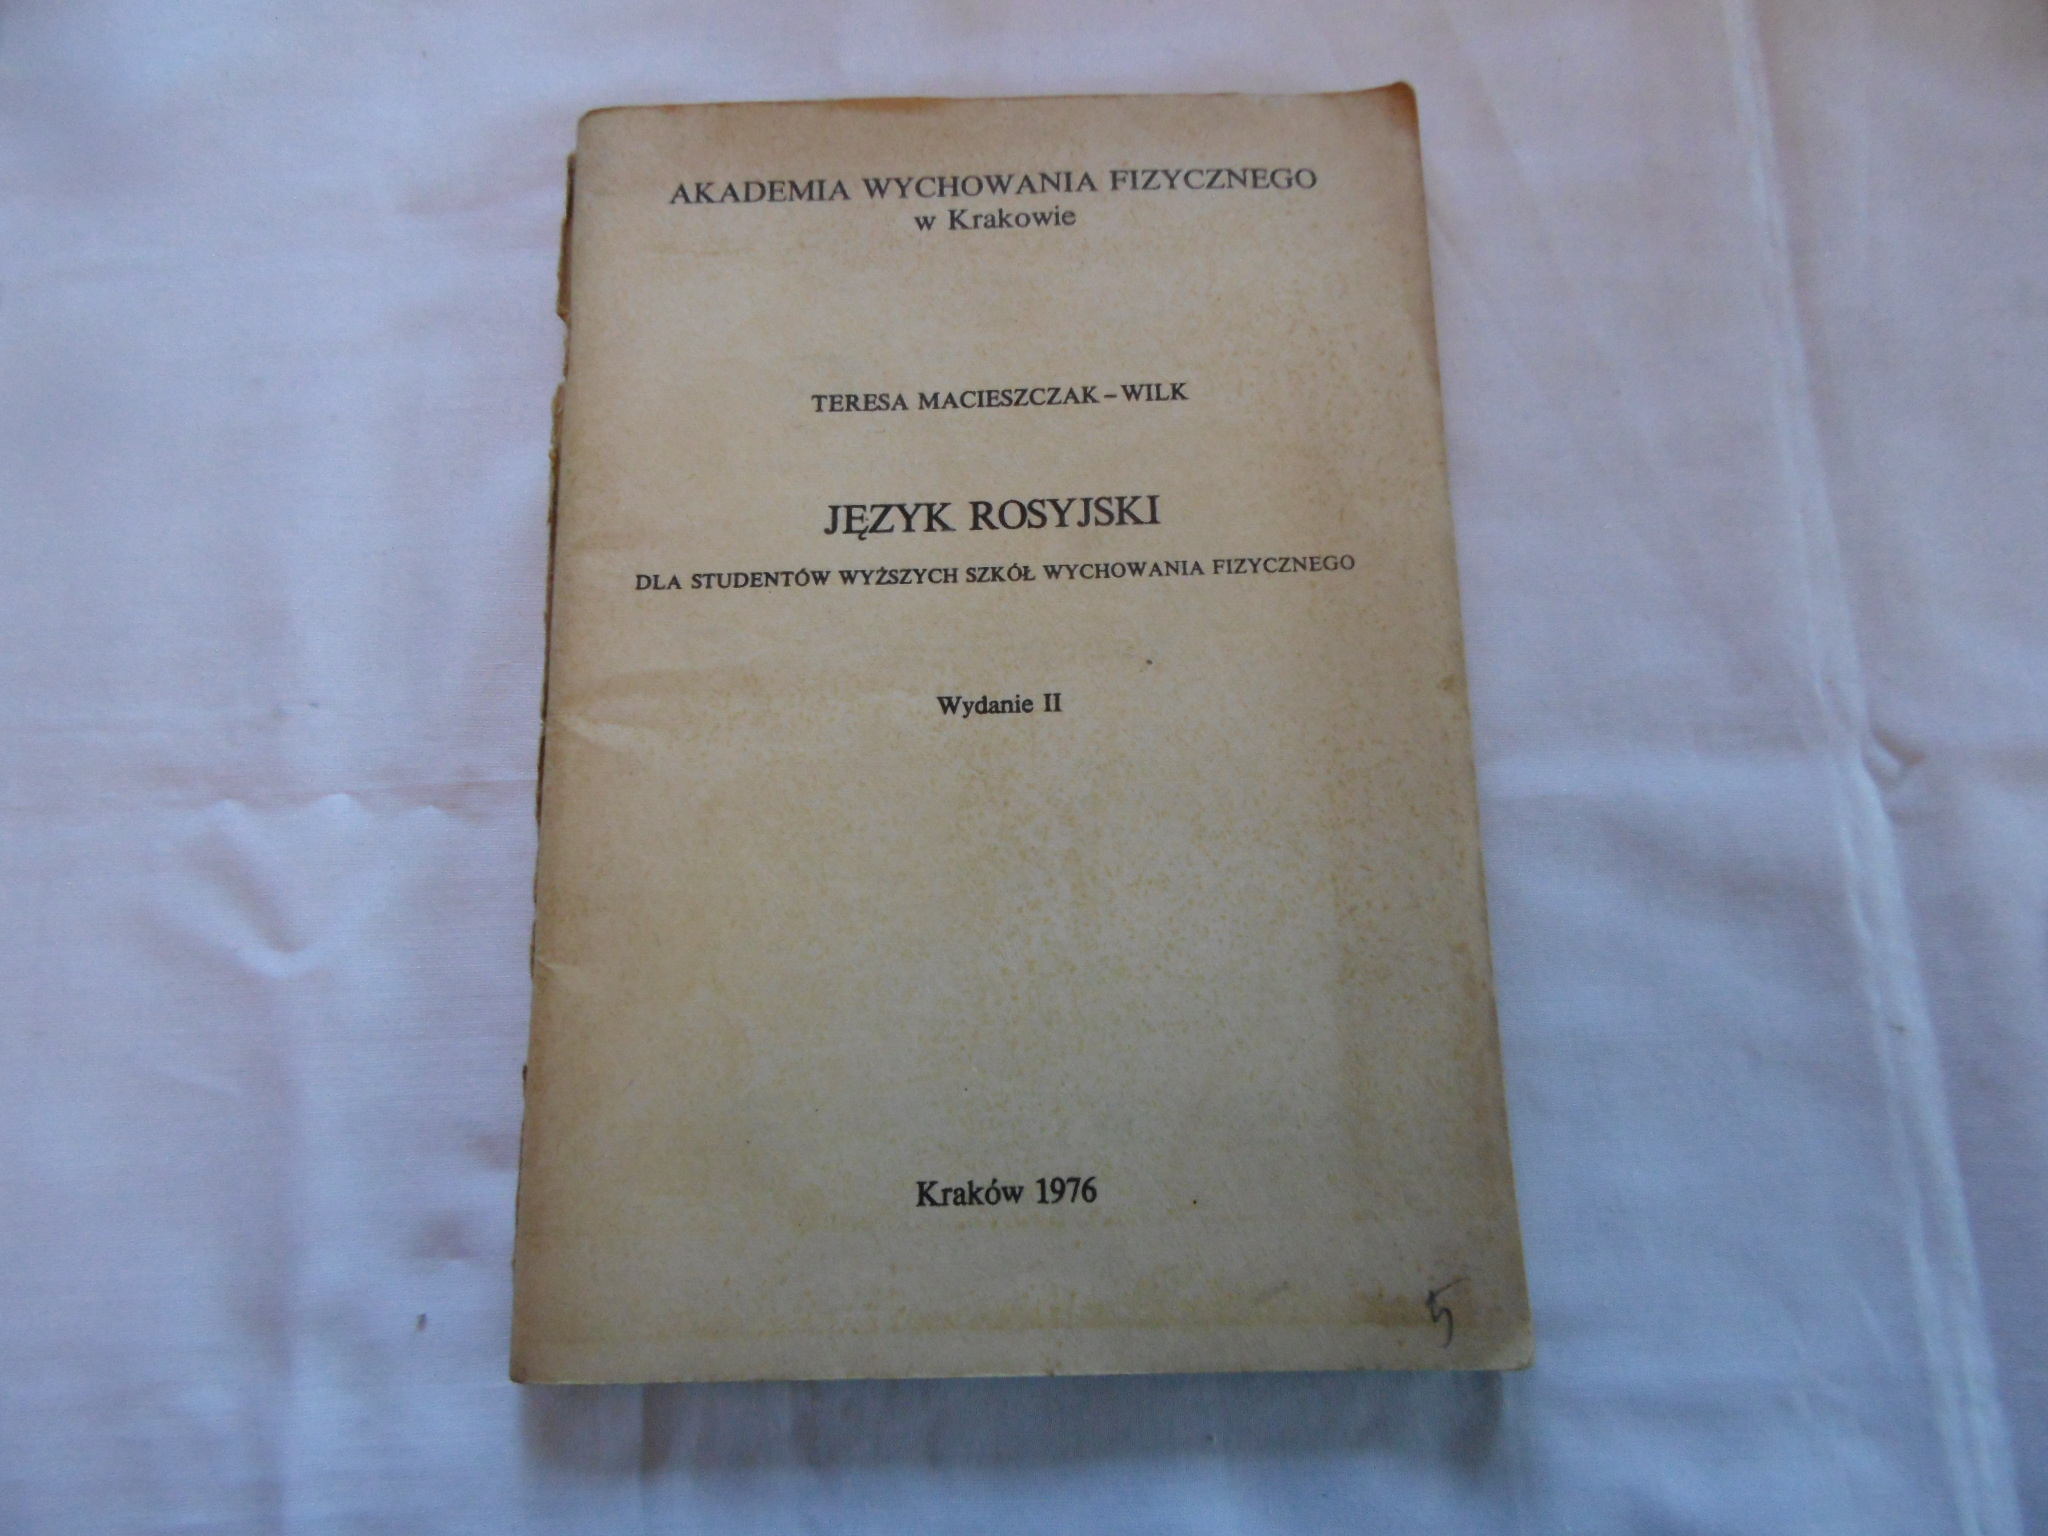 AKADEMIA WYCHOWANIA FIZYCZNEGO
w Krakowie
TERESA MACIESZCZAK – WILK
JĘZYK ROSYJSKI
DLA STUDENTÓW WYŻSZYCH SZKÓŁ WYCHOWANIA FIZYCZNEGO
Wydanie II
Kraków 1976
5